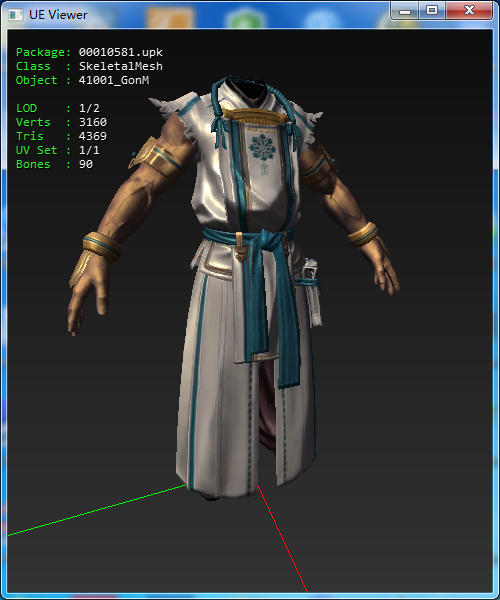 UE Viewer
Package: 00010581.upk
Class : SkeletalMesh
Object : 41001_GonM
LOD : 1/2
Verts : 3160
Tris : 4369
UV Set : 1/1
Bones : 90